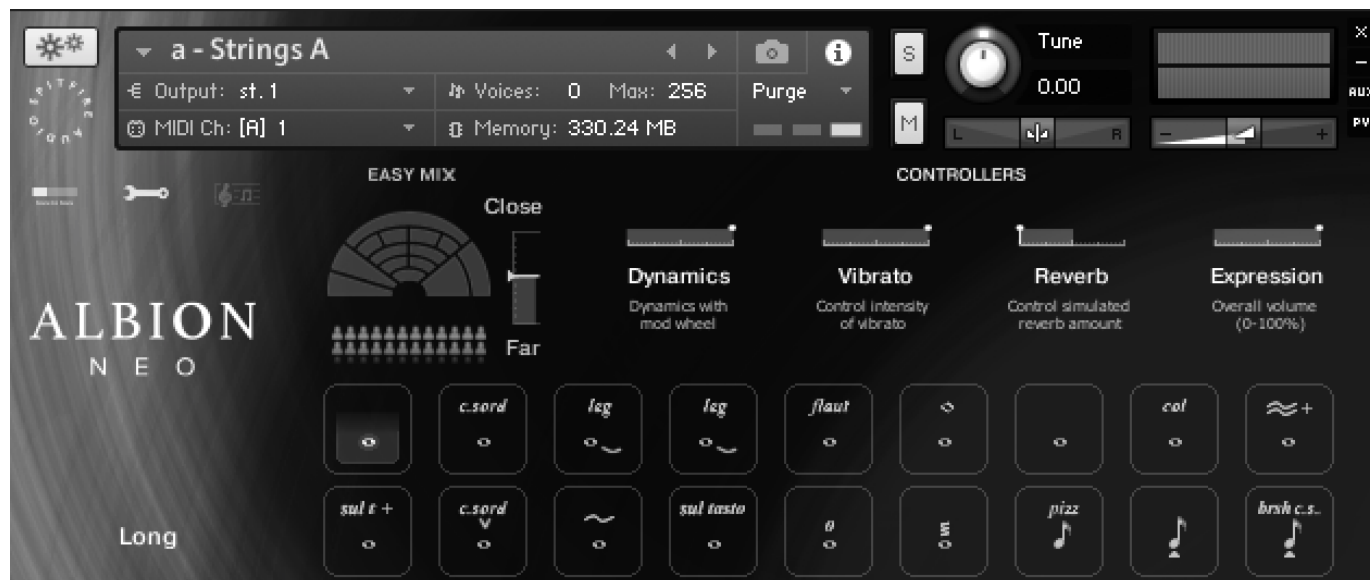 a - Strings A
Output: st.1
Voices: 0 Max: 256
Purge
MIDI Ch: [A] 1
Memory: 330.24 MB
S
M
Tune
0.00
L
R
-
+
×
-
AUX
PV
SPITFIRE AUDIO
i
EASY MIX
CONTROLLERS
Close
Far
Dynamics
Dynamics with
mod wheel
Vibrato
Control intensity
of vibrato
Reverb
Control simulated
reverb amount
Expression
Overall volume
(0-100%)
ALBION
NEO
c.sord
leg
leg
flaut
col
+
Long
sul t +
c.sord
sul tasto
pizz
brsh c.s..